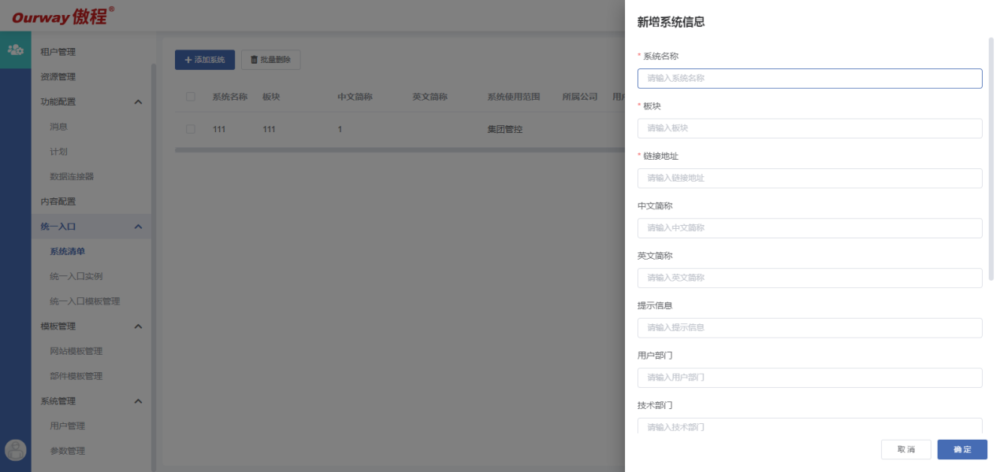 Ourway 傲程®
租户管理
资源管理
功能配置
消息
计划
数据连接器
内容配置
统一入口
系统清单
统一入口实例
统一入口模板管理
模板管理
网站模板管理
部件模板管理
系统管理
用户管理
参数管理
+ 添加系统 批量删除
系统名称 板块 中文简称 英文简称 系统使用范围 所属公司 用户
111 111 1 集团管控
新增系统信息
* 系统名称
请输入系统名称
* 板块
请输入板块
* 链接地址
请输入链接地址
中文简称
请输入中文简称
英文简称
请输入英文简称
提示信息
请输入提示信息
用户部门
请输入用户部门
技术部门
请输入技术部门
取消 确定